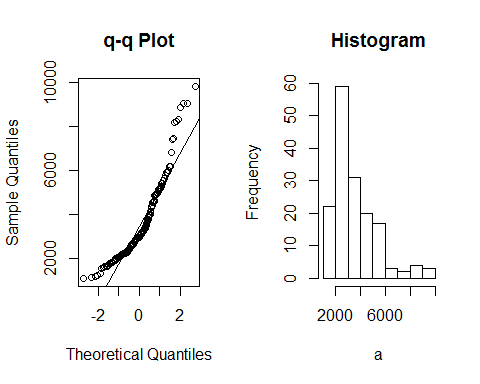 q-q Plot
Sample Quantiles
10000
6000
2000
-2 0 2
Theoretical Quantiles
Histogram
Frequency
60
50
40
30
20
10
0
2000 6000
a